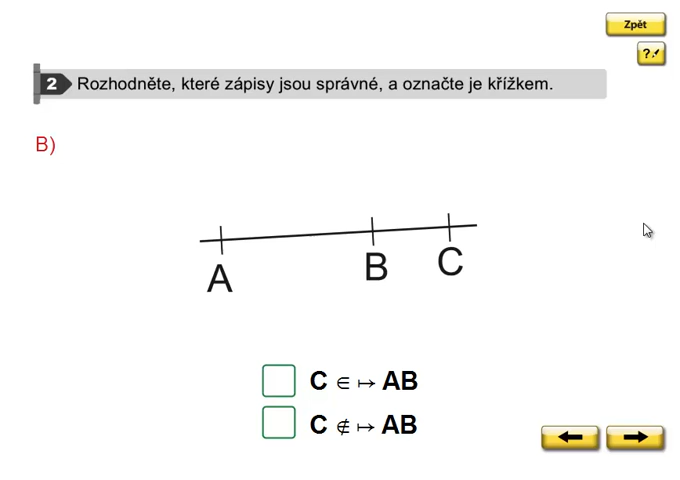 Zpět
?
2 Rozhodněte, které zápisy jsou správné, a označte je křížkem.
B)
A B C
C ∈ ↦ AB
C ∉ ↦ AB